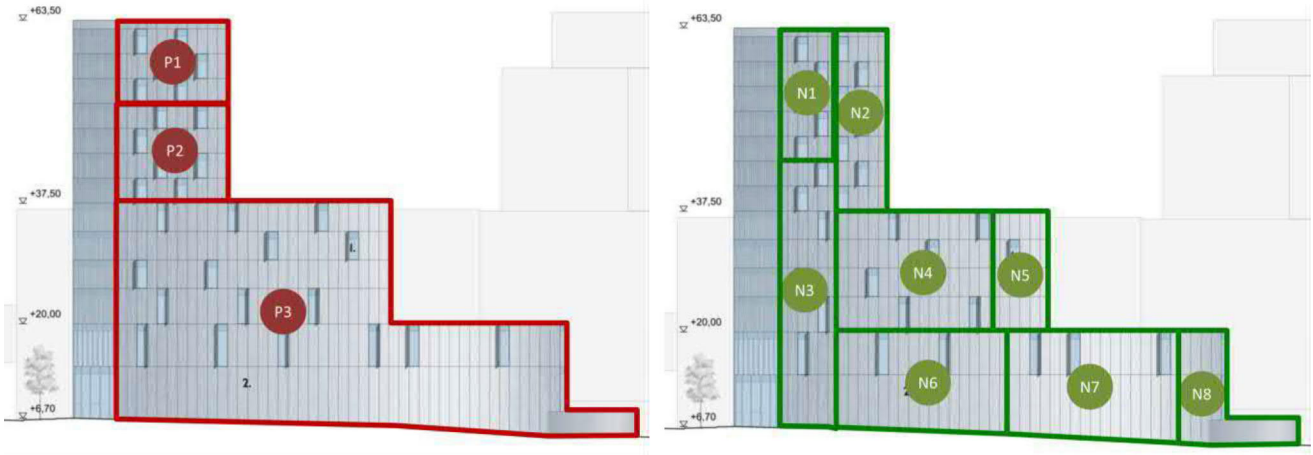 +63,50
P1
P2
+37,50
1.
P3
+20,00
2.
+6,70
+63,50
N1
N2
+37,50
N4
N5
N3
+20,00
N6
N7
N8
+6,70